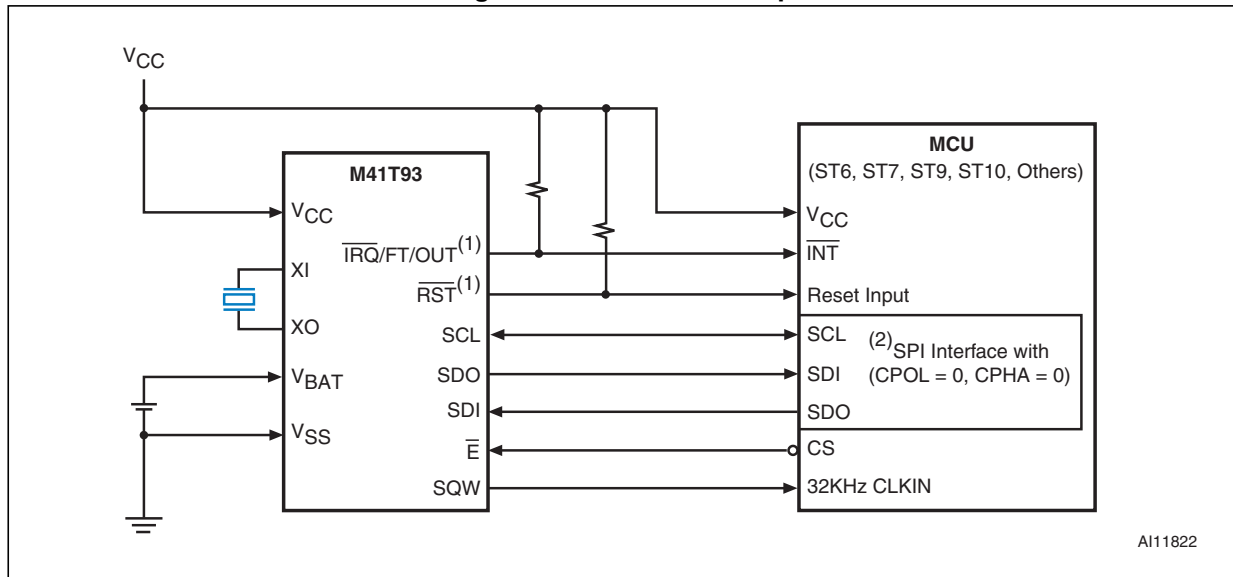 VCC
M41T93
VCC
XI
XO
VBAT
VSS
IRQ/FT/OUT(1)
RST(1)
SCL
SDO
SDI
E
SQW
MCU
(ST6, ST7, ST9, ST10, Others)
VCC
INT
Reset Input
SCL
SDI
SDO
(2)SPI Interface with
(CPOL = 0, CPHA = 0)
CS
32KHz CLKIN
AI11822